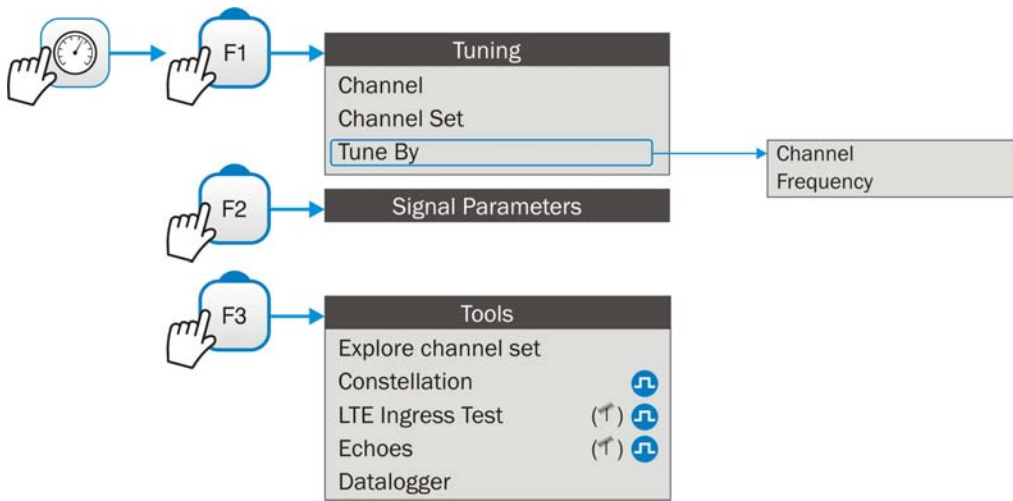 F1
Tuning
Channel
Channel Set
Tune By
Channel
Frequency
F2
Signal Parameters
F3
Tools
Explore channel set
Constellation
LTE Ingress Test
Echoes
Datalogger